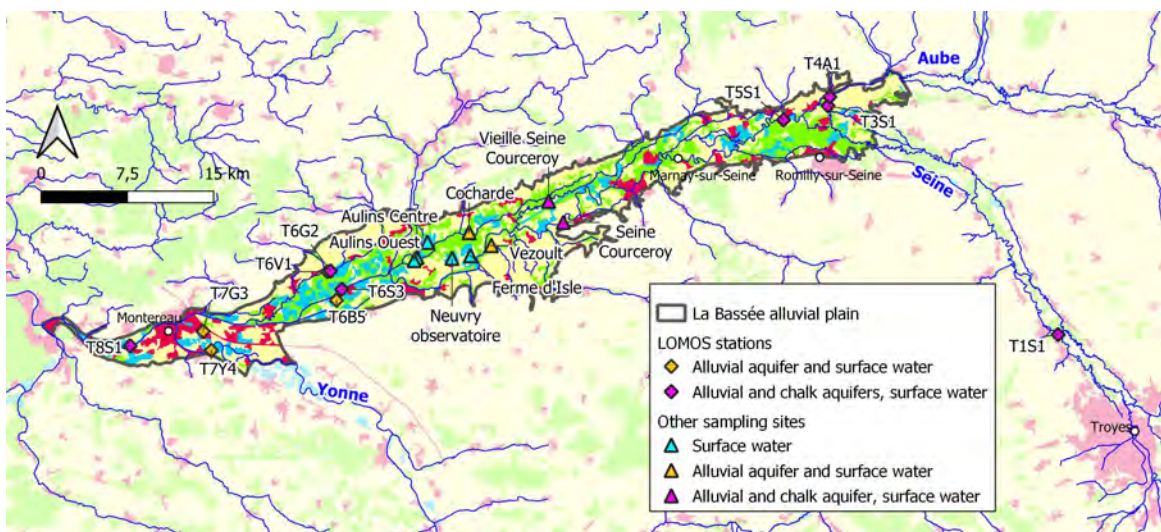 Aube
T4A1
T5S1
T3S1
Vieille Seine
Courceroy
Marnay-sur-Seine
Romilly-sur-Seine
0
7,5
15 km
Cocharde
Seine
Aulins Centre
T6G2
Aulins Ouest
Seine
Courceroy
T6V1
Vezoult
Ferme d'Isle
T7G3
T6S3
T6B5
Neuvry
observatoire
Montereau
T8S1
T7Y4
Yonne
T1S1
Troyes
La Bassée alluvial plain
LOMOS stations
Alluvial aquifer and surface water
Alluvial and chalk aquifers, surface water
Other sampling sites
Surface water
Alluvial aquifer and surface water
Alluvial and chalk aquifer, surface water